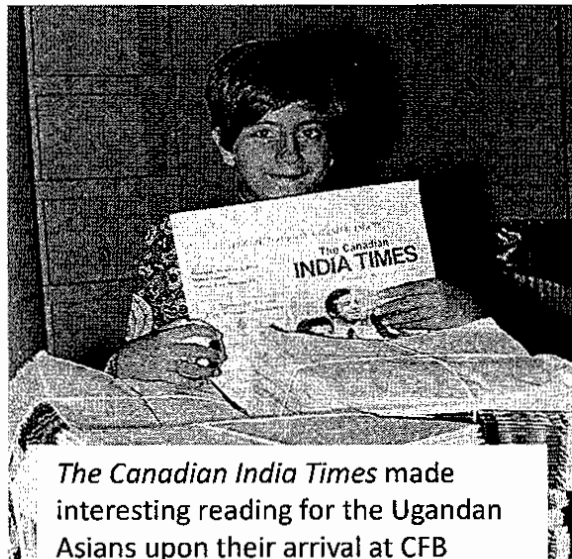 The Canadian
INDIA TIMES
The Canadian India Times made
interesting reading for the Ugandan
Asians upon their arrival at CFB